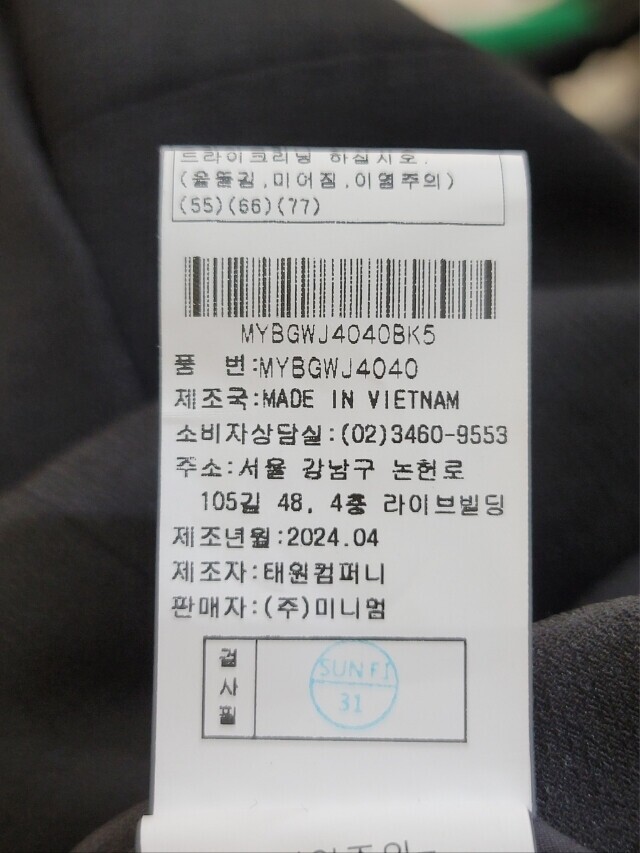 드라이크리닝 하십시오.
(올뜯김,미어짐,이염주의)
(55)(66)(77)
MYBGWJ4040BK5
품 번:MYBGWJ4040
제조국:MADE IN VIETNAM
소비자상담실:(02)3460-9553
주소:서울 강남구 논현로
105길 48, 4층 라이브빌딩
제조년월:2024.04
제조자:태원컴퍼니
판매자:(주)미니멈
검
사
필
SUN FI
31